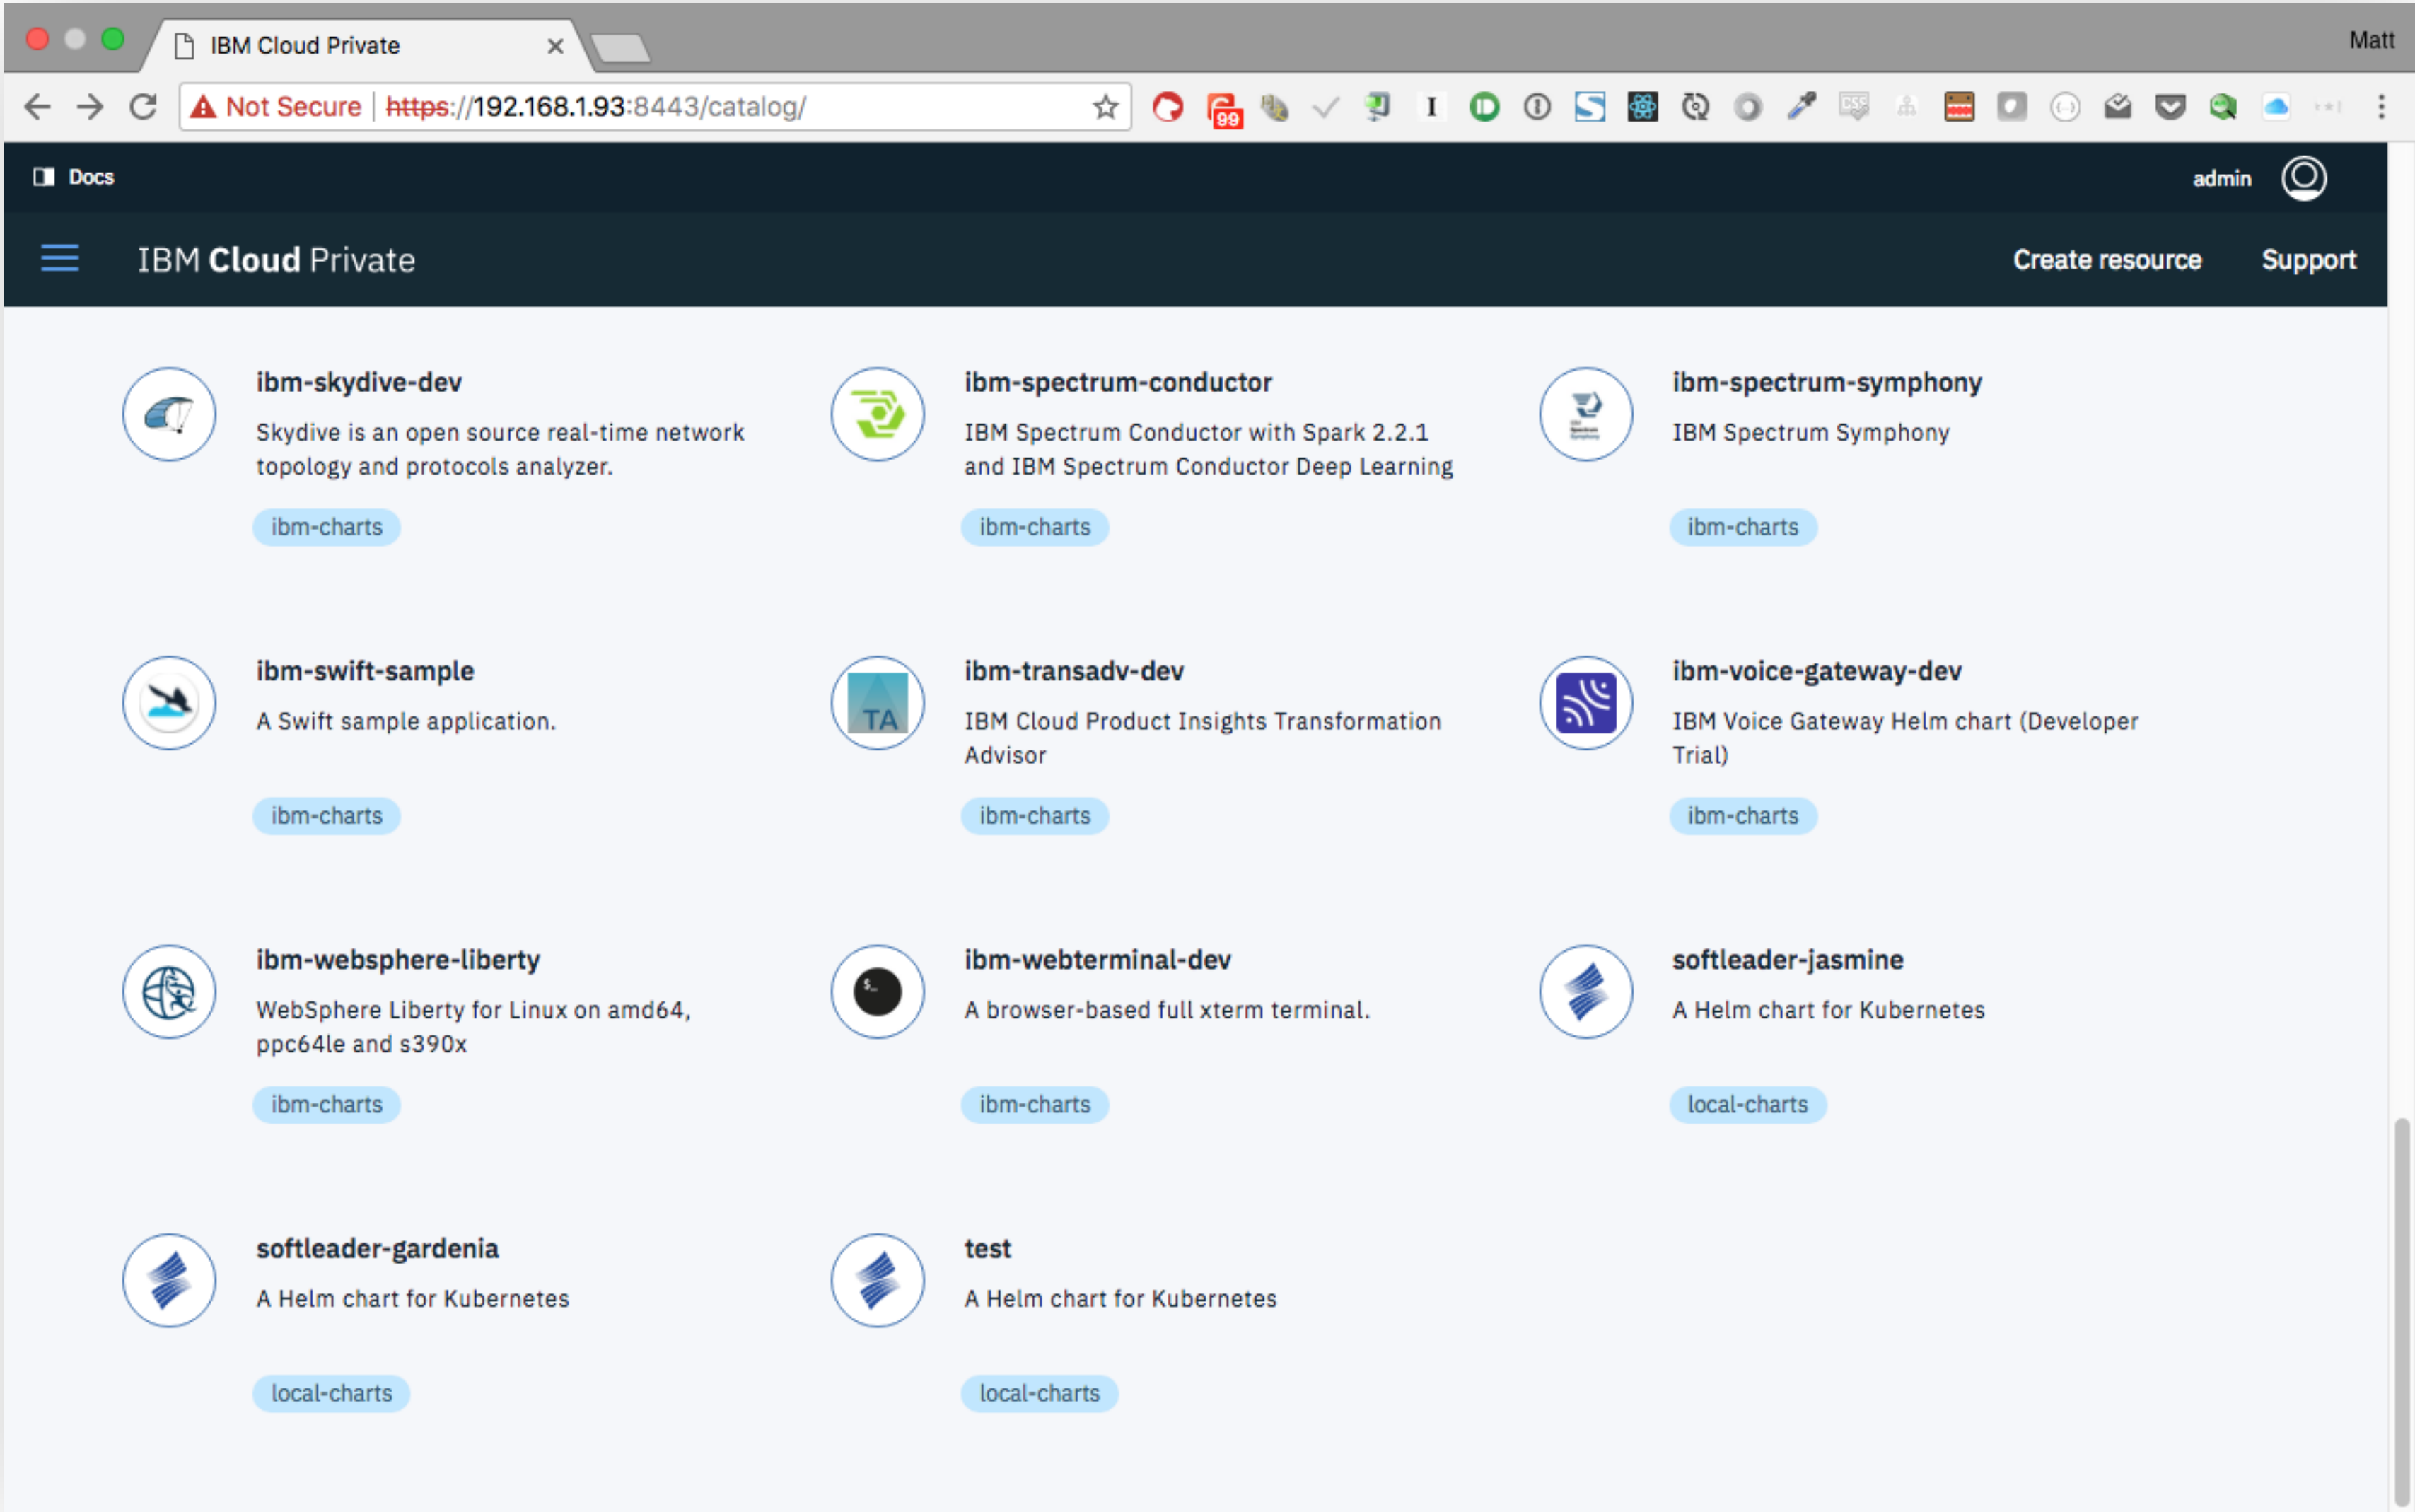 IBM Cloud Private
Matt
Not Secure https://192.168.1.93:8443/catalog/
99
Docs
admin
IBM Cloud Private
Create resource
Support
ibm-skydive-dev
Skydive is an open source real-time network
topology and protocols analyzer.
ibm-charts
ibm-spectrum-conductor
IBM Spectrum Conductor with Spark 2.2.1
and IBM Spectrum Conductor Deep Learning
ibm-charts
ibm-spectrum-symphony
IBM Spectrum Symphony
ibm-charts
ibm-swift-sample
A Swift sample application.
ibm-charts
TA
ibm-transadv-dev
IBM Cloud Product Insights Transformation
Advisor
ibm-charts
ibm-voice-gateway-dev
IBM Voice Gateway Helm chart (Developer
Trial)
ibm-charts
ibm-websphere-liberty
WebSphere Liberty for Linux on amd64,
ppc64le and s390x
ibm-charts
$_
ibm-webterminal-dev
A browser-based full xterm terminal.
ibm-charts
softleader-jasmine
A Helm chart for Kubernetes
local-charts
softleader-gardenia
A Helm chart for Kubernetes
local-charts
test
A Helm chart for Kubernetes
local-charts